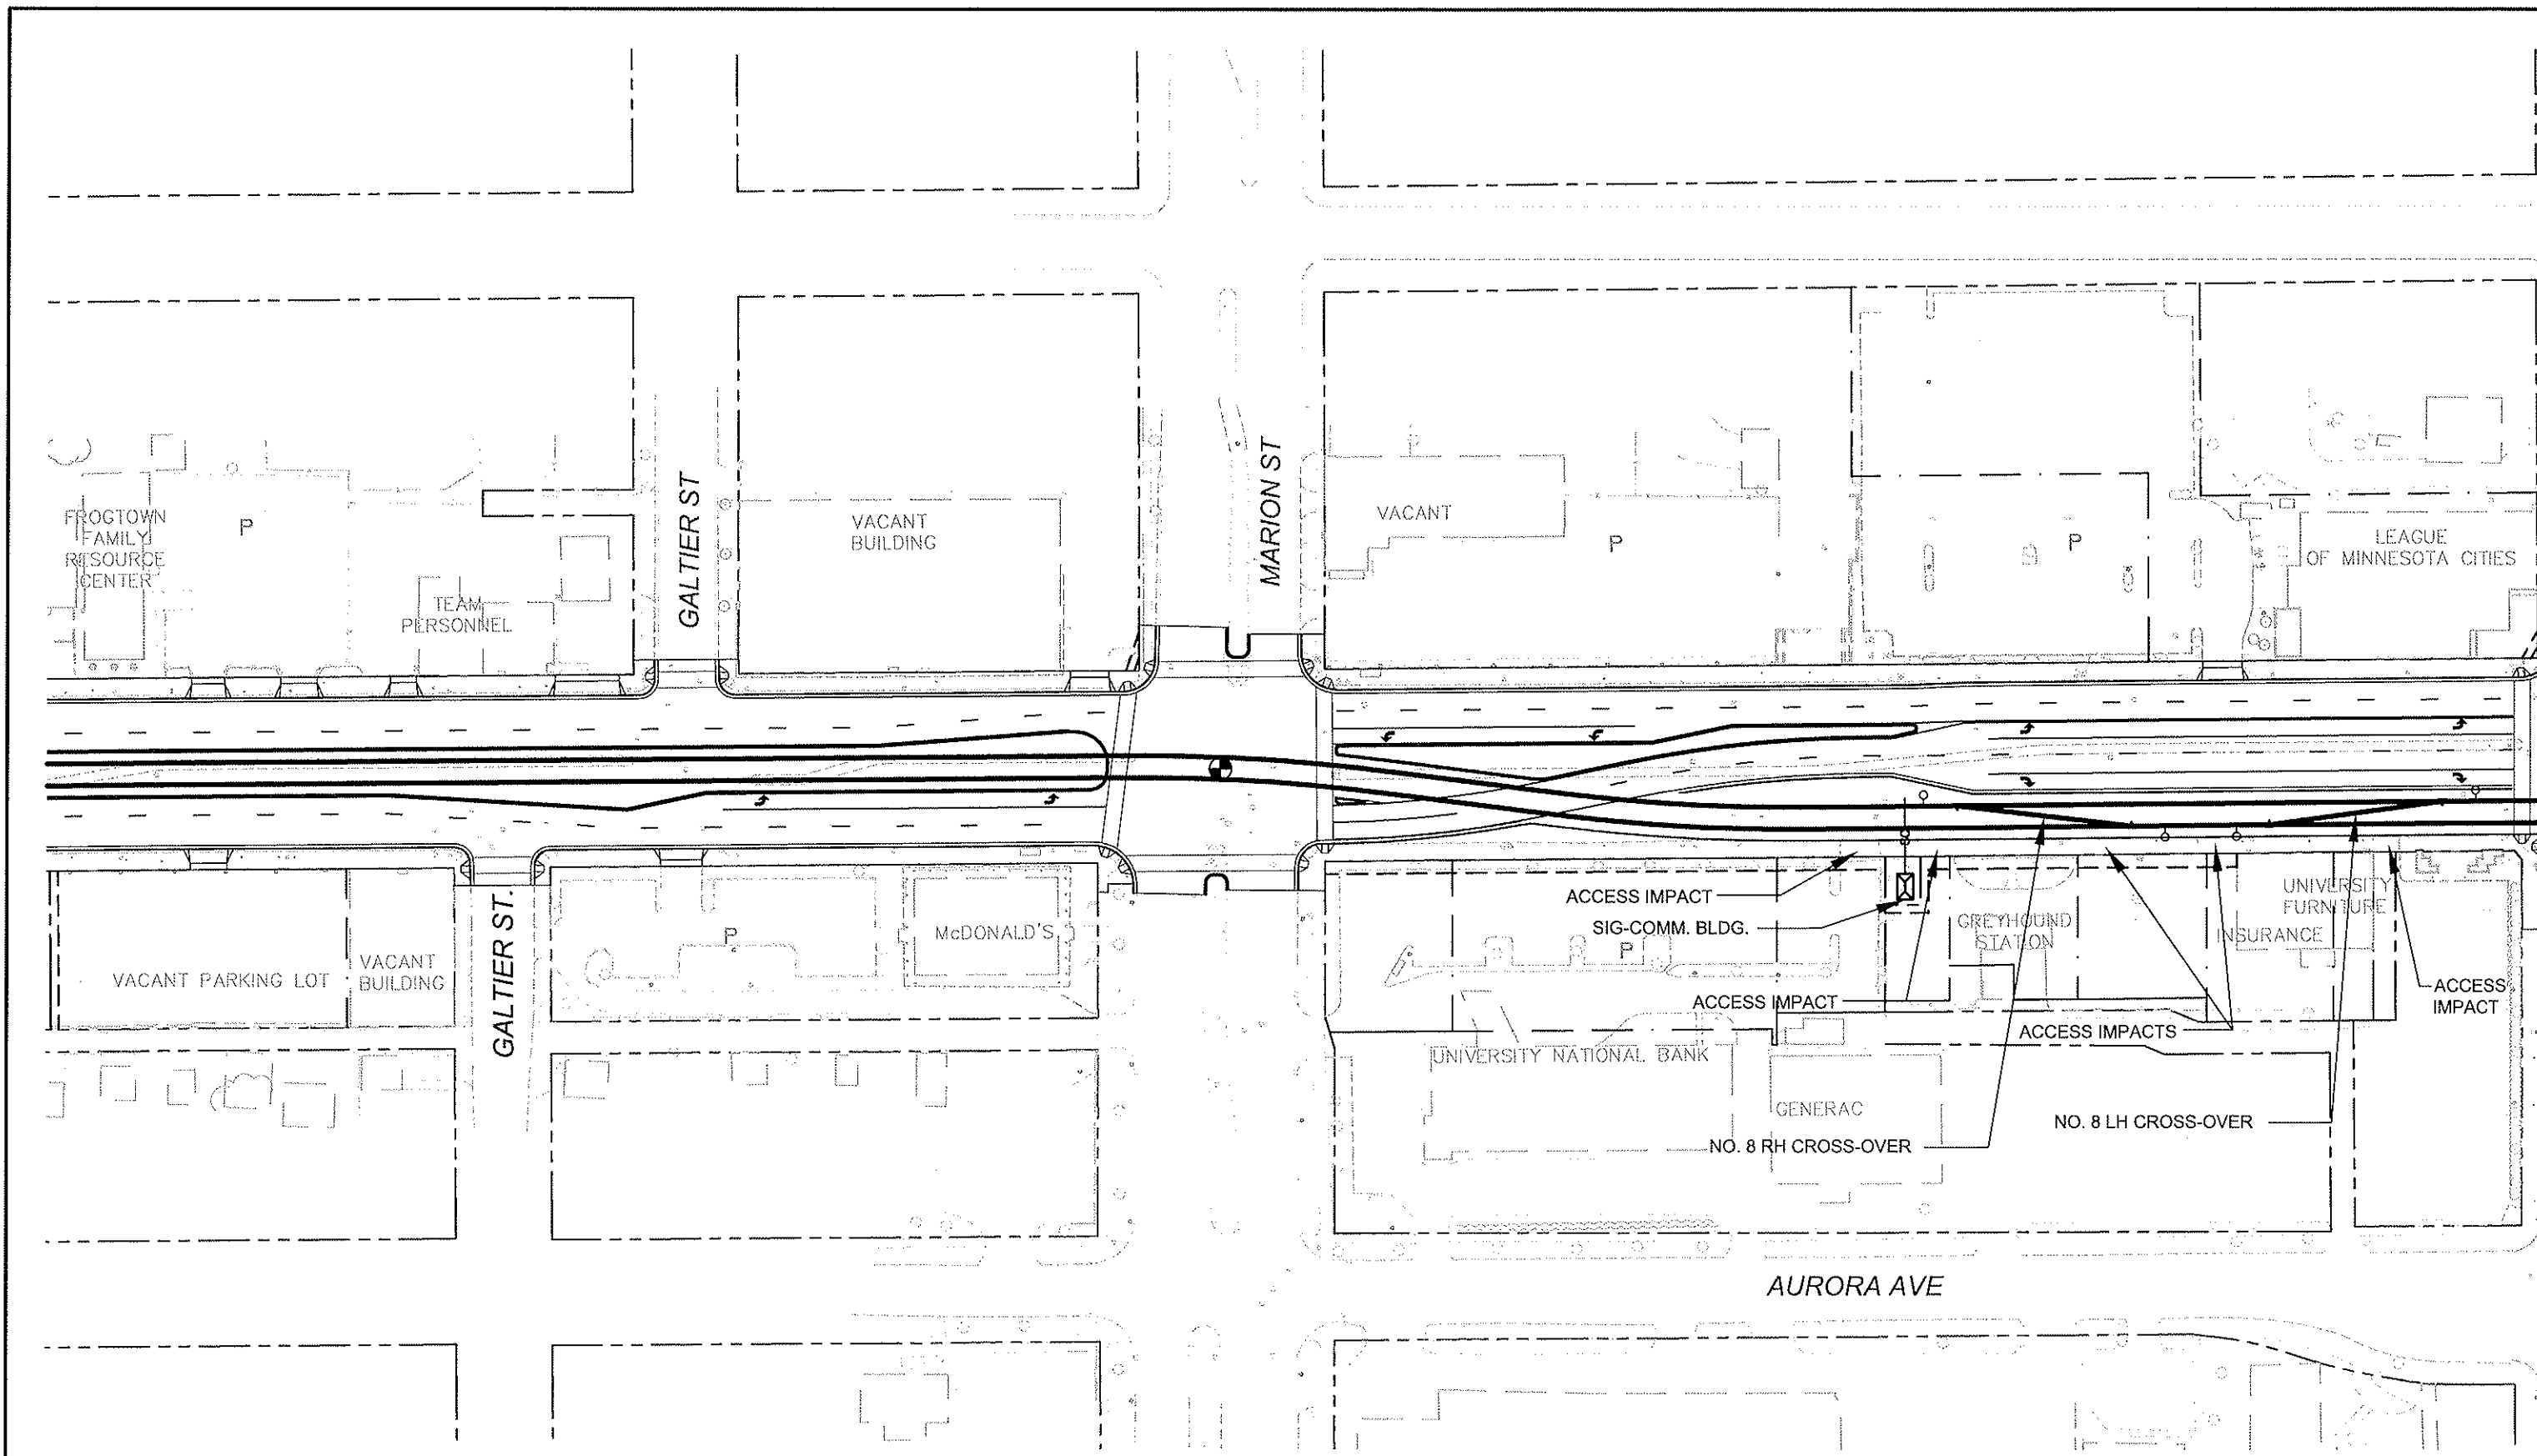 GALTIER ST
MARION ST
FROGTOWN
FAMILY
RESOURCE
CENTER
P
TEAM
PERSONNEL
VACANT
BUILDING
VACANT
P
P
LEAGUE
OF MINNESOTA CITIES
VACANT PARKING LOT
VACANT
BUILDING
GALTIER ST.
P
McDONALD'S
ACCESS IMPACT
SIG-COMM. BLDG.
P
GREYHOUND
STATION
UNIVERSITY
FURNITURE
INSURANCE
ACCESS
IMPACT
ACCESS IMPACT
ACCESS IMPACTS
UNIVERSITY NATIONAL BANK
GENERAC
NO. 8 RH CROSS-OVER
NO. 8 LH CROSS-OVER
AURORA AVE